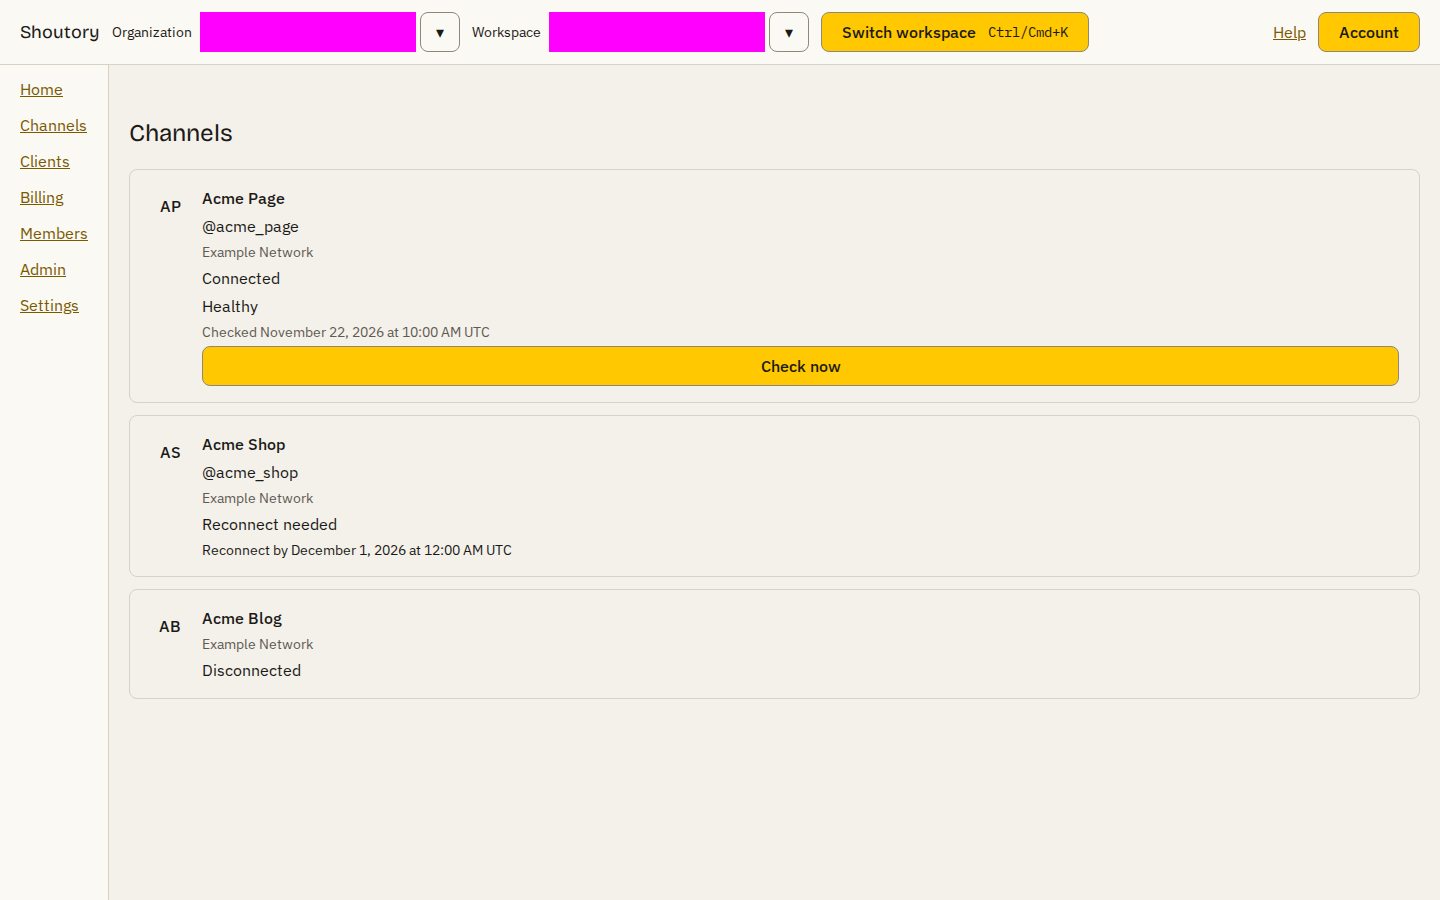 Shoutory Organization ▼ Workspace ▼ Switch workspace Ctrl/Cmd+K Help Account
Home
Channels
Clients
Billing
Members
Admin
Settings
Channels
AP
Acme Page
@acme_page
Example Network
Connected
Healthy
Checked November 22, 2026 at 10:00 AM UTC
Check now
AS
Acme Shop
@acme_shop
Example Network
Reconnect needed
Reconnect by December 1, 2026 at 12:00 AM UTC
AB
Acme Blog
Example Network
Disconnected